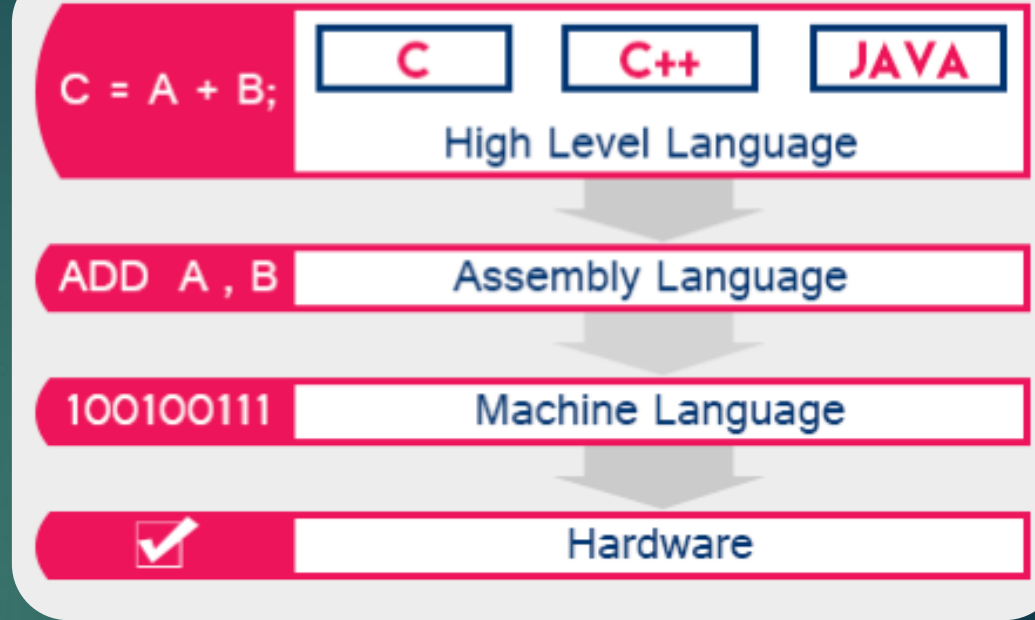 C = A + B;
C C++ JAVA
High Level Language
ADD A , B
Assembly Language
100100111
Machine Language
Hardware